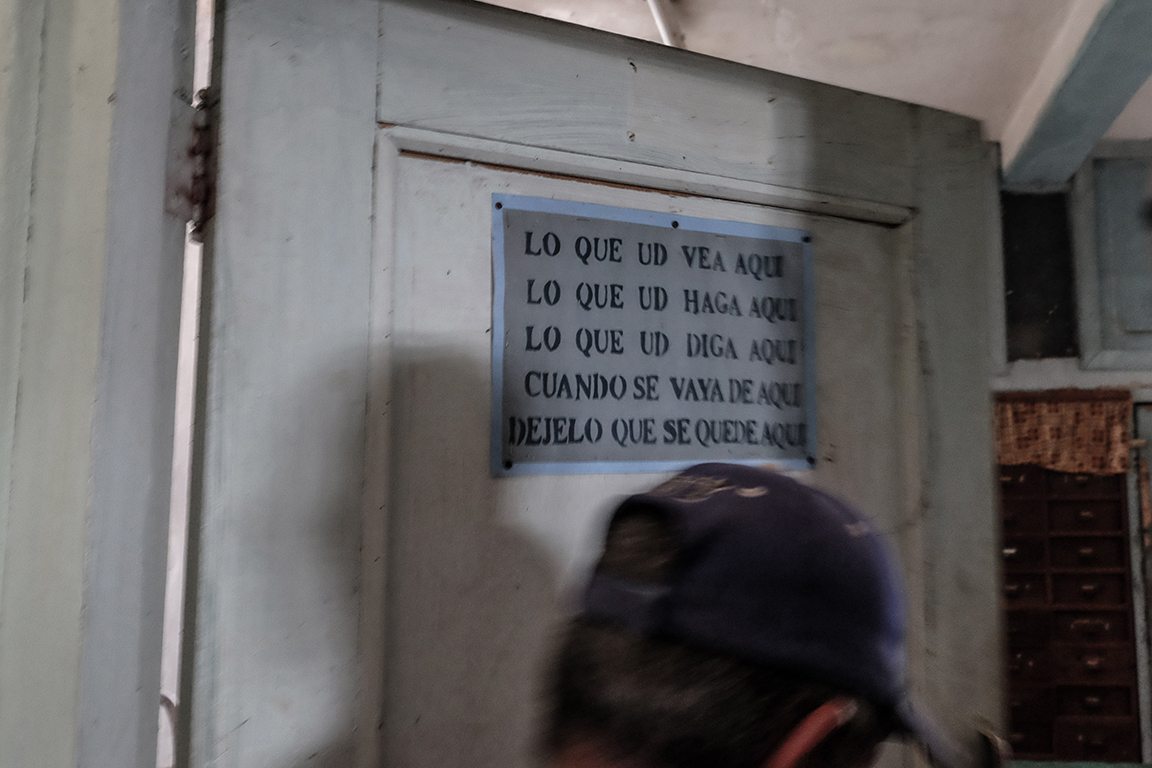 LO QUE UD VEA AQUI
LO QUE UD HAGA AQUI
LO QUE UD DIGA AQUI
CUANDO SE VAYA DE AQUI
DEJELO QUE SE QUEDE AQUI